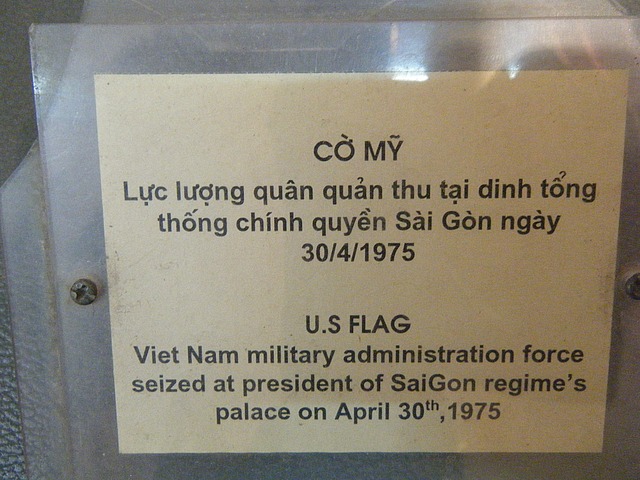 CỜ MỸ
Lực lượng quân quản thu tại dinh tổng
thống chính quyền Sài Gòn ngày
30/4/1975
U.S FLAG
Viet Nam military administration force
seized at president of SaiGon regime's
palace on April 30th,1975